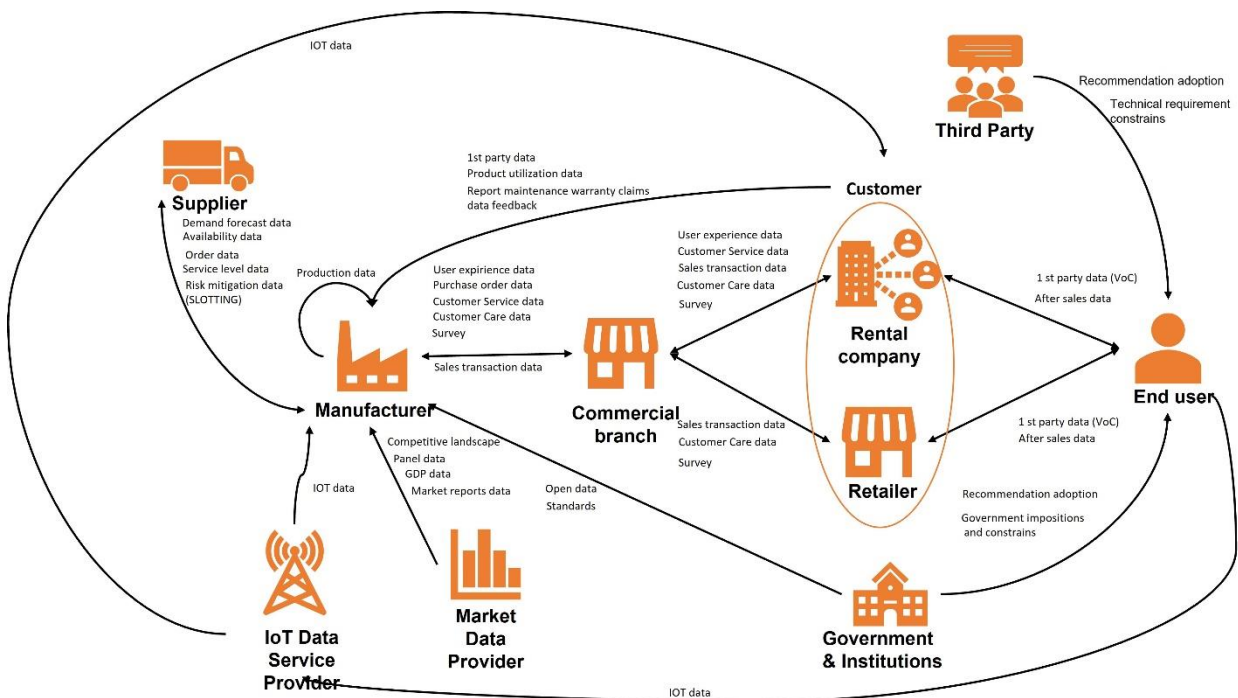 IOT data
Recommendation adoption
Technical requirement
constrains
Third Party
1st party data
Product utilization data
Report maintenance warranty claims
data feedback
Customer
Supplier
Demand forecast data
Availability data
Order data
Service level data
Risk mitigation data
(SLOTTING)
Production data
User expirience data
Purchase order data
Customer Service data
Customer Care data
Survey
Sales transaction data
User experience data
Customer Service data
Sales transaction data
Customer Care data
Survey
1 st party data (VoC)
After sales data
Rental
company
Manufacturer
Commercial
branch
End user
Sales transaction data
Customer Care data
Survey
1 st party data (VoC)
After sales data
Retailer
Competitive landscape
Panel data
GDP data
Market reports data
IOT data
Open data
Standards
Recommendation adoption
Government impositions
and constrains
IoT Data
Service
Provider
Market
Data
Provider
Government
& Institutions
IOT data